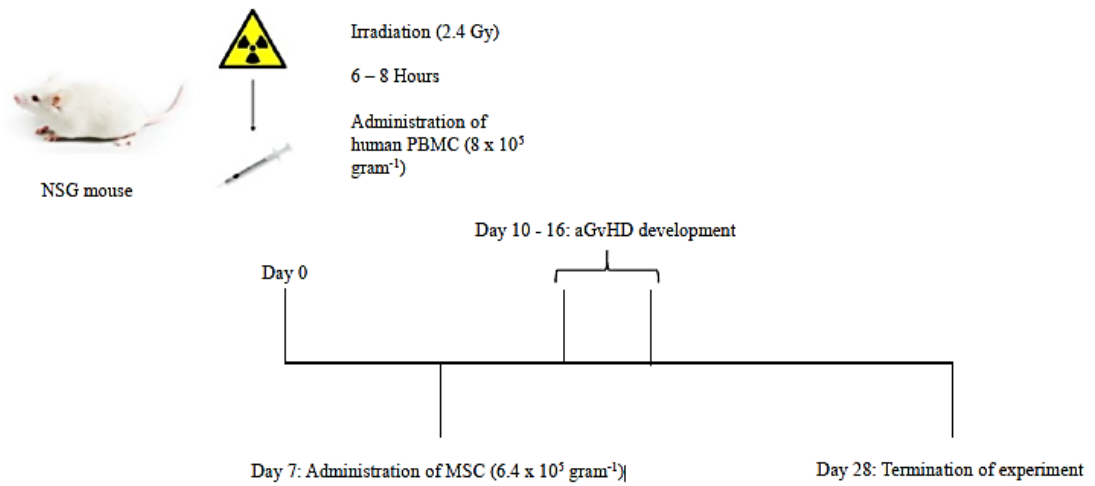 Irradiation (2.4 Gy)
6 – 8 Hours
Administration of
human PBMC (8 x 10⁵
gram⁻¹)
NSG mouse
Day 10 - 16: aGvHD development
Day 0
Day 7: Administration of MSC (6.4 x 10⁵ gram⁻¹)
Day 28: Termination of experiment